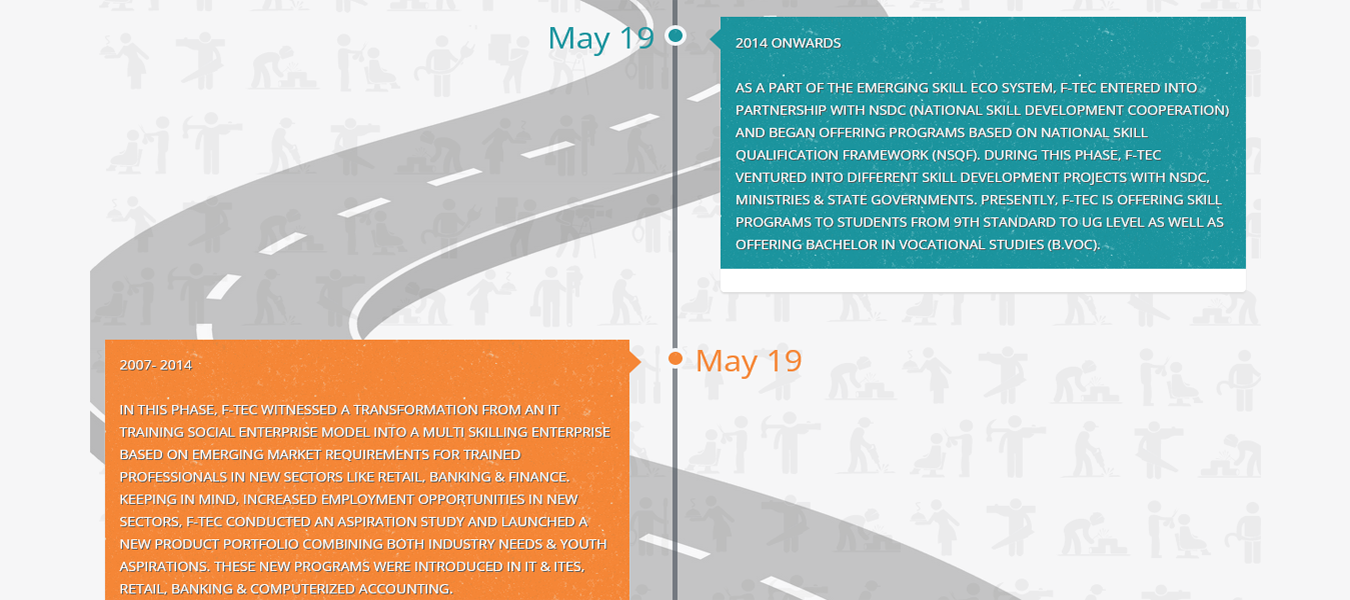 May 19
2014 ONWARDS
AS A PART OF THE EMERGING SKILL ECO SYSTEM, F-TEC ENTERED INTO
PARTNERSHIP WITH NSDC (NATIONAL SKILL DEVELOPMENT COOPERATION)
AND BEGAN OFFERING PROGRAMS BASED ON NATIONAL SKILL
QUALIFICATION FRAMEWORK (NSQF). DURING THIS PHASE, F-TEC
VENTURED INTO DIFFERENT SKILL DEVELOPMENT PROJECTS WITH NSDC,
MINISTRIES & STATE GOVERNMENTS. PRESENTLY, F-TEC IS OFFERING SKILL
PROGRAMS TO STUDENTS FROM 9TH STANDARD TO UG LEVEL AS WELL AS
OFFERING BACHELOR IN VOCATIONAL STUDIES (B.VOC).
May 19
2007- 2014
IN THIS PHASE, F-TEC WITNESSED A TRANSFORMATION FROM AN IT
TRAINING SOCIAL ENTERPRISE MODEL INTO A MULTI SKILLING ENTERPRISE
BASED ON EMERGING MARKET REQUIREMENTS FOR TRAINED
PROFESSIONALS IN NEW SECTORS LIKE RETAIL, BANKING & FINANCE.
KEEPING IN MIND, INCREASED EMPLOYMENT OPPORTUNITIES IN NEW
SECTORS, F-TEC CONDUCTED AN ASPIRATION STUDY AND LAUNCHED A
NEW PRODUCT PORTFOLIO COMBINING BOTH INDUSTRY NEEDS & YOUTH
ASPIRATIONS. THESE NEW PROGRAMS WERE INTRODUCED IN IT & ITES,
RETAIL, BANKING & COMPUTERIZED ACCOUNTING.